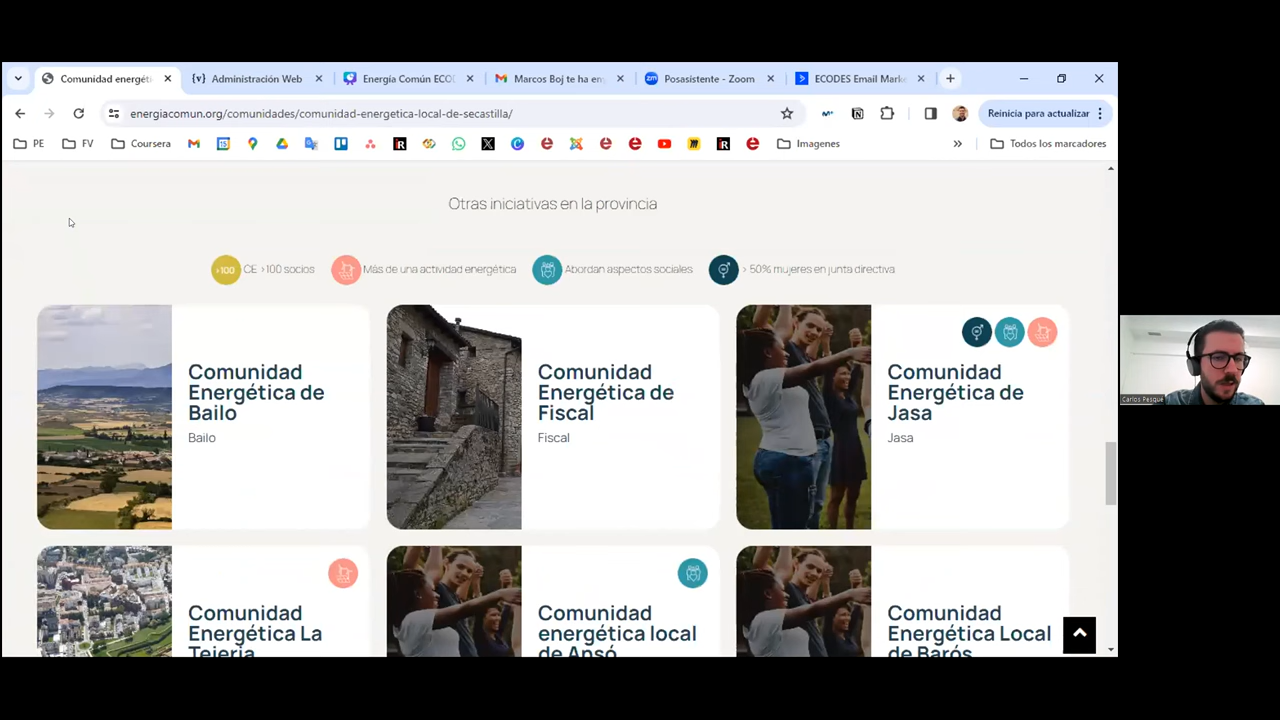 Comunidad energéti
Administración Web
Energía Común ECO
Marcos Boj te ha en
Posasistente - Zoom
ECODES Email Marke
energiacomun.org/comunidades/comunidad-energetica-local-de-secastilla/
Reinicia para actualizar
PE
FV
Coursera
Imagenes
Todos los marcadores
Otras iniciativas en la provincia
>100
CE >100 socios
Más de una actividad energética
Abordan aspectos sociales
> 50% mujeres en junta directiva
Comunidad
Energética de
Bailo
Bailo
Comunidad
Energética de
Fiscal
Fiscal
Comunidad
Energética de
Jasa
Jasa
Carlos Pesque
Comunidad
Energética La
Tejería
Comunidad
energética local
de Ansó
Comunidad
Energética Local
de Barós